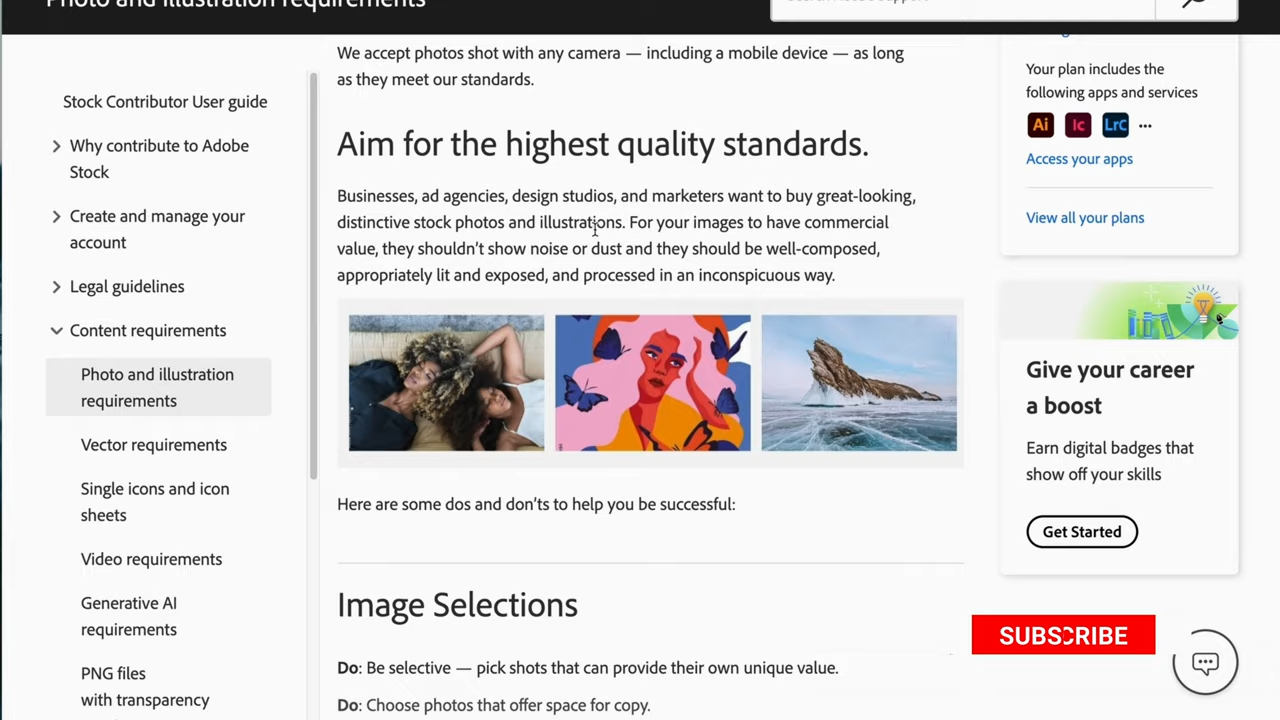 Photo and illustration requirements
Stock Contributor User guide
Why contribute to Adobe
Stock
Create and manage your
account
Legal guidelines
Content requirements
Photo and illustration
requirements
Vector requirements
Single icons and icon
sheets
Video requirements
Generative AI
requirements
PNG files
with transparency
We accept photos shot with any camera — including a mobile device — as long
as they meet our standards.
Aim for the highest quality standards.
Businesses, ad agencies, design studios, and marketers want to buy great-looking,
distinctive stock photos and illustrations. For your images to have commercial
value, they shouldn't show noise or dust and they should be well-composed,
appropriately lit and exposed, and processed in an inconspicuous way.
Here are some dos and don'ts to help you be successful:
Image Selections
Do: Be selective — pick shots that can provide their own unique value.
Do: Choose photos that offer space for copy.
Your plan includes the
following apps and services
Ai Ic LrC
Access your apps
View all your plans
Give your career
a boost
Earn digital badges that
show off your skills
Get Started
SUBSCRIBE